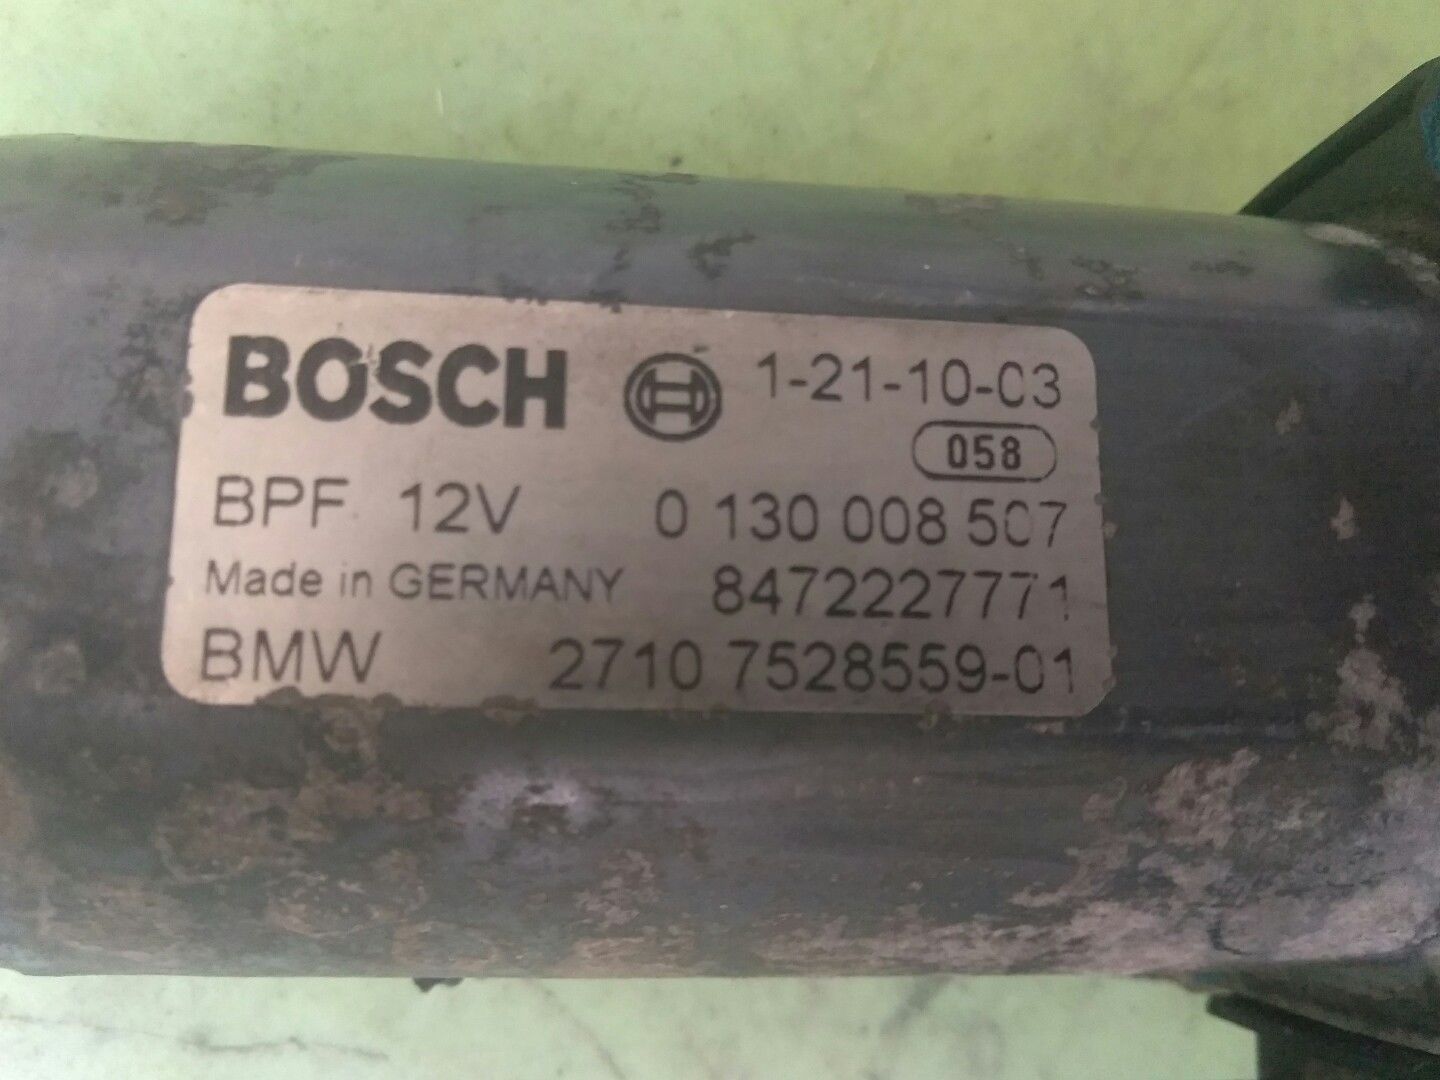 BOSCH 1-21-10-03
058
BPF 12V 0 130 008 507
Made in GERMANY 8472227771
BMW 2710 7528559-01